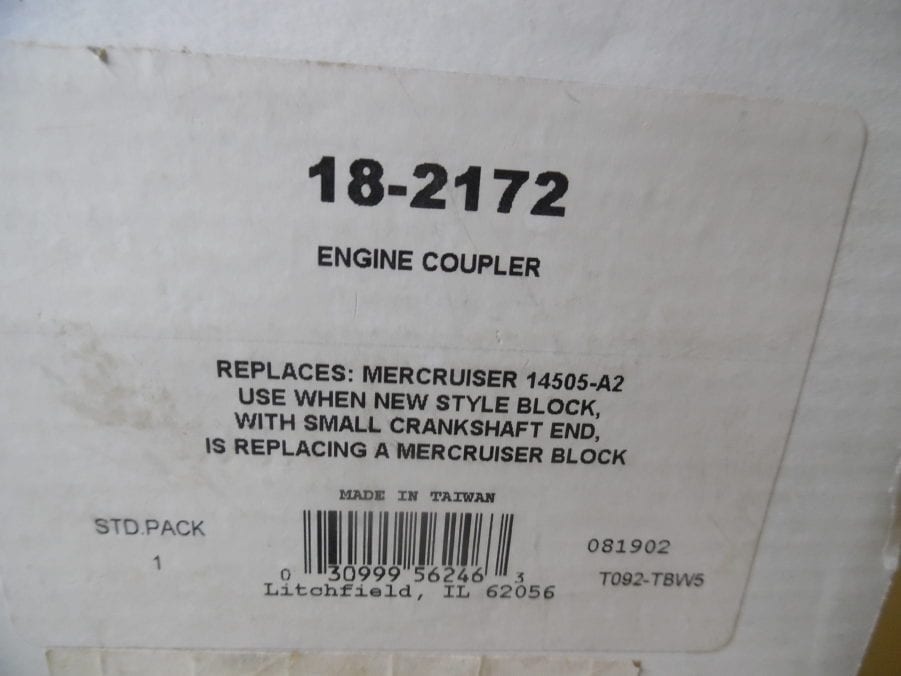 18-2172
ENGINE COUPLER
REPLACES: MERCRUISER 14505-A2
USE WHEN NEW STYLE BLOCK,
WITH SMALL CRANKSHAFT END,
IS REPLACING A MERCRUISER BLOCK
MADE IN TAIWAN
STD.PACK
1
0 30999 56246 3
Litchfield, IL 62056
081902
T092-TBW5